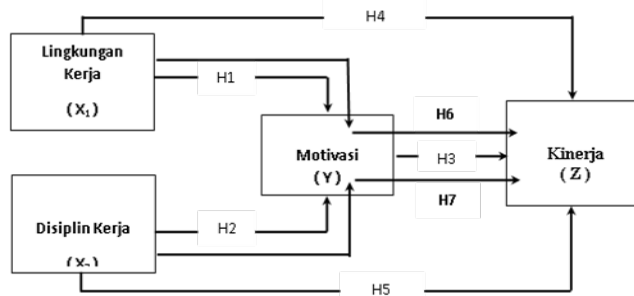 H4
Lingkungan
Kerja
(X₁)
H1
H6
Motivasi
(Y)
H3
Kinerja
(Z)
H7
Disiplin Kerja
H2
H5